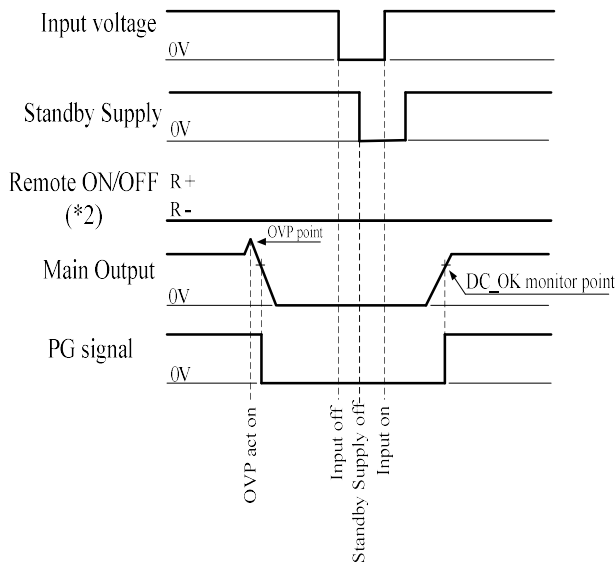 Input voltage
0V
Standby Supply
0V
Remote ON/OFF
(*2)
R+
R-
OVP point
Main Output
0V
DC_OK monitor point
PG signal
0V
OVP act on
Input off
Standby Supply off
Input on